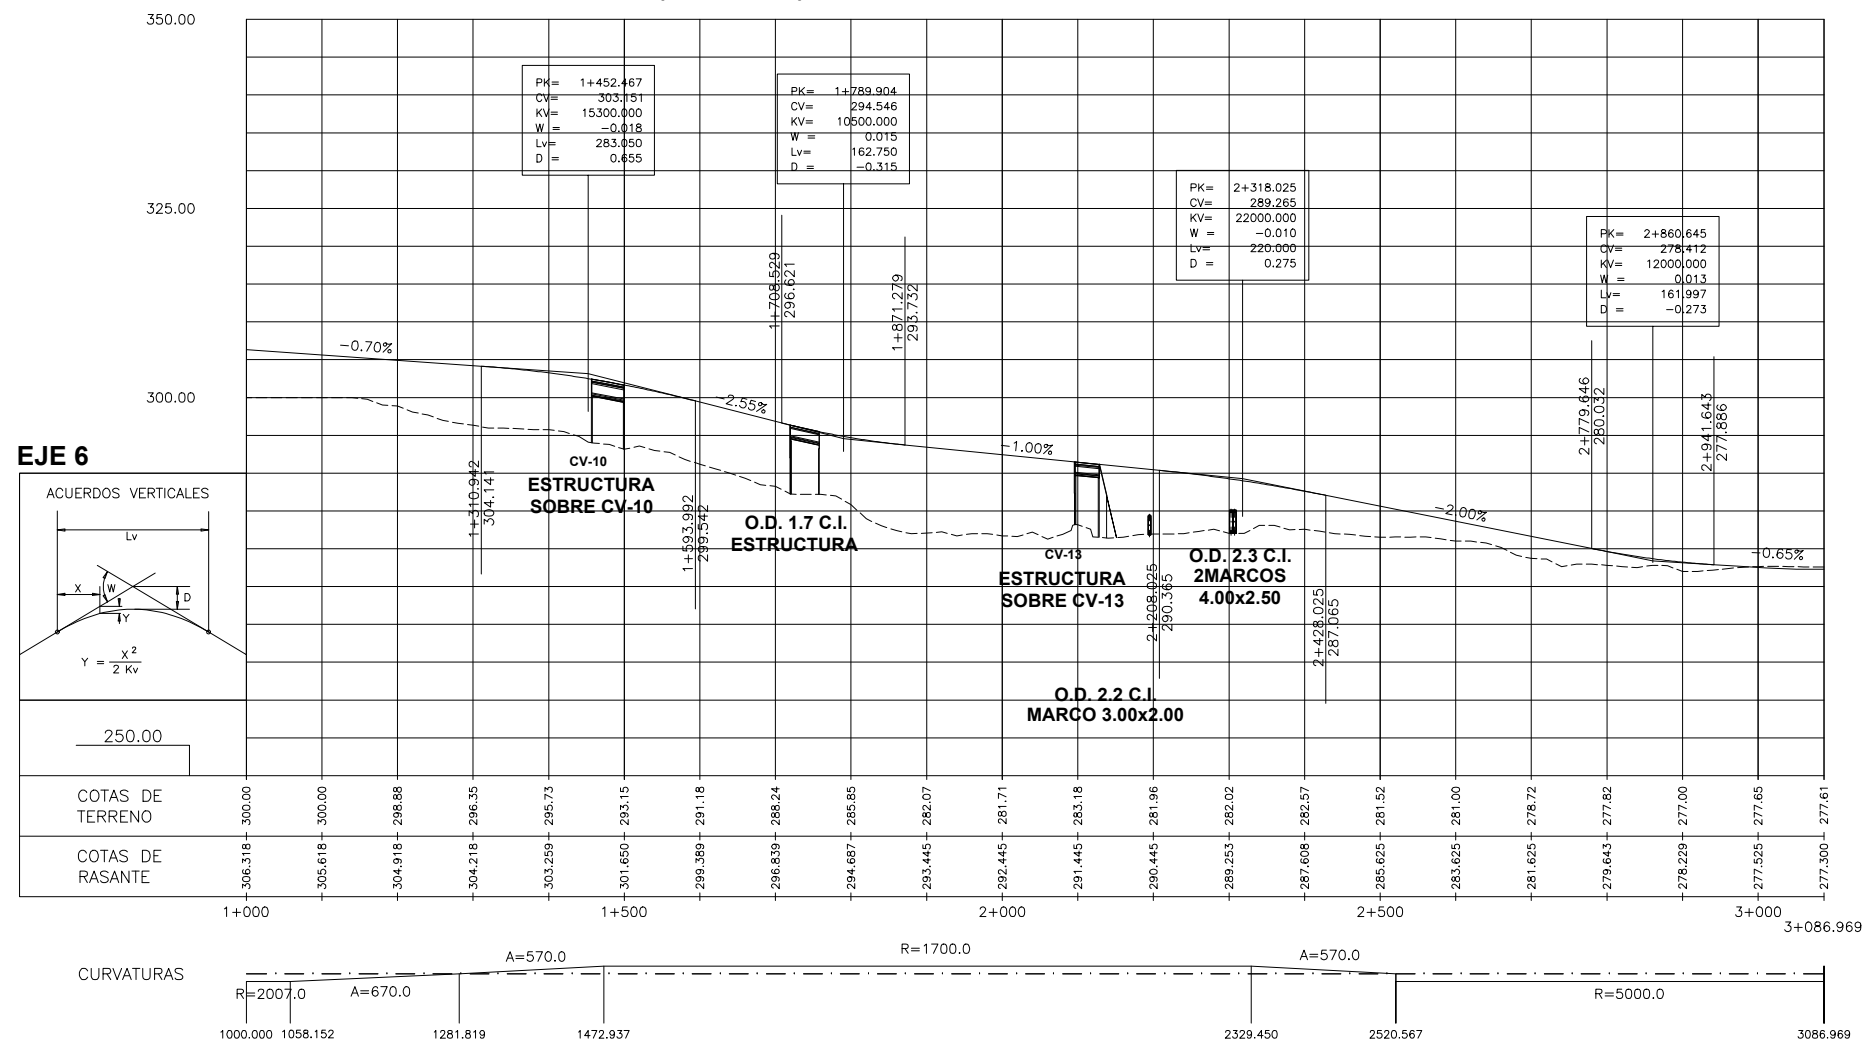 350.00
325.00
300.00
PK= 1+452.467
CV= 303.151
KV= 15300.000
W = -0.018
Lv= 283.050
D = 0.655
PK= 1+789.904
CV= 294.546
KV= 10500.000
W = 0.015
Lv= 162.750
D = -0.315
PK= 2+318.025
CV= 289.265
KV= 22000.000
W = -0.010
Lv= 220.000
D = 0.275
PK= 2+860.645
CV= 278.412
KV= 12000.000
W = 0.013
Lv= 161.997
D = -0.273
1+708.529
296.621
1+871.279
293.732
2+779.646
280.032
2+941.643
277.886
-0.70%
-2.55%
-1.00%
-2.00%
-0.65%
1+310.942
304.141
1+593.992
299.542
2+208.025
290.365
2+428.025
287.065
CV-10
ESTRUCTURA
SOBRE CV-10
O.D. 1.7 C.I.
ESTRUCTURA
CV-13
ESTRUCTURA
SOBRE CV-13
O.D. 2.3 C.I.
2MARCOS
4.00x2.50
O.D. 2.2 C.I.
MARCO 3.00x2.00
EJE 6
ACUERDOS VERTICALES
Lv
X
W
D
Y
Y = X²
2 Kv
250.00
COTAS DE
TERRENO
300.00 300.00 298.88 296.35 295.73 293.15 291.18 288.24 285.85 282.07 281.71 283.18 281.96 282.02 282.57 281.52 281.00 278.72 277.82 277.00 277.65 277.61
COTAS DE
RASANTE
306.318 305.618 304.918 304.218 303.259 301.650 299.389 296.839 294.687 293.445 292.445 291.445 290.445 289.253 287.608 285.625 283.625 281.625 279.643 278.229 277.525 277.300
1+000 1+500 2+000 2+500 3+000
3+086.969
CURVATURAS
R=2007.0
A=670.0
A=570.0
R=1700.0
A=570.0
R=5000.0
1000.000 1058.152 1281.819 1472.937 2329.450 2520.567 3086.969